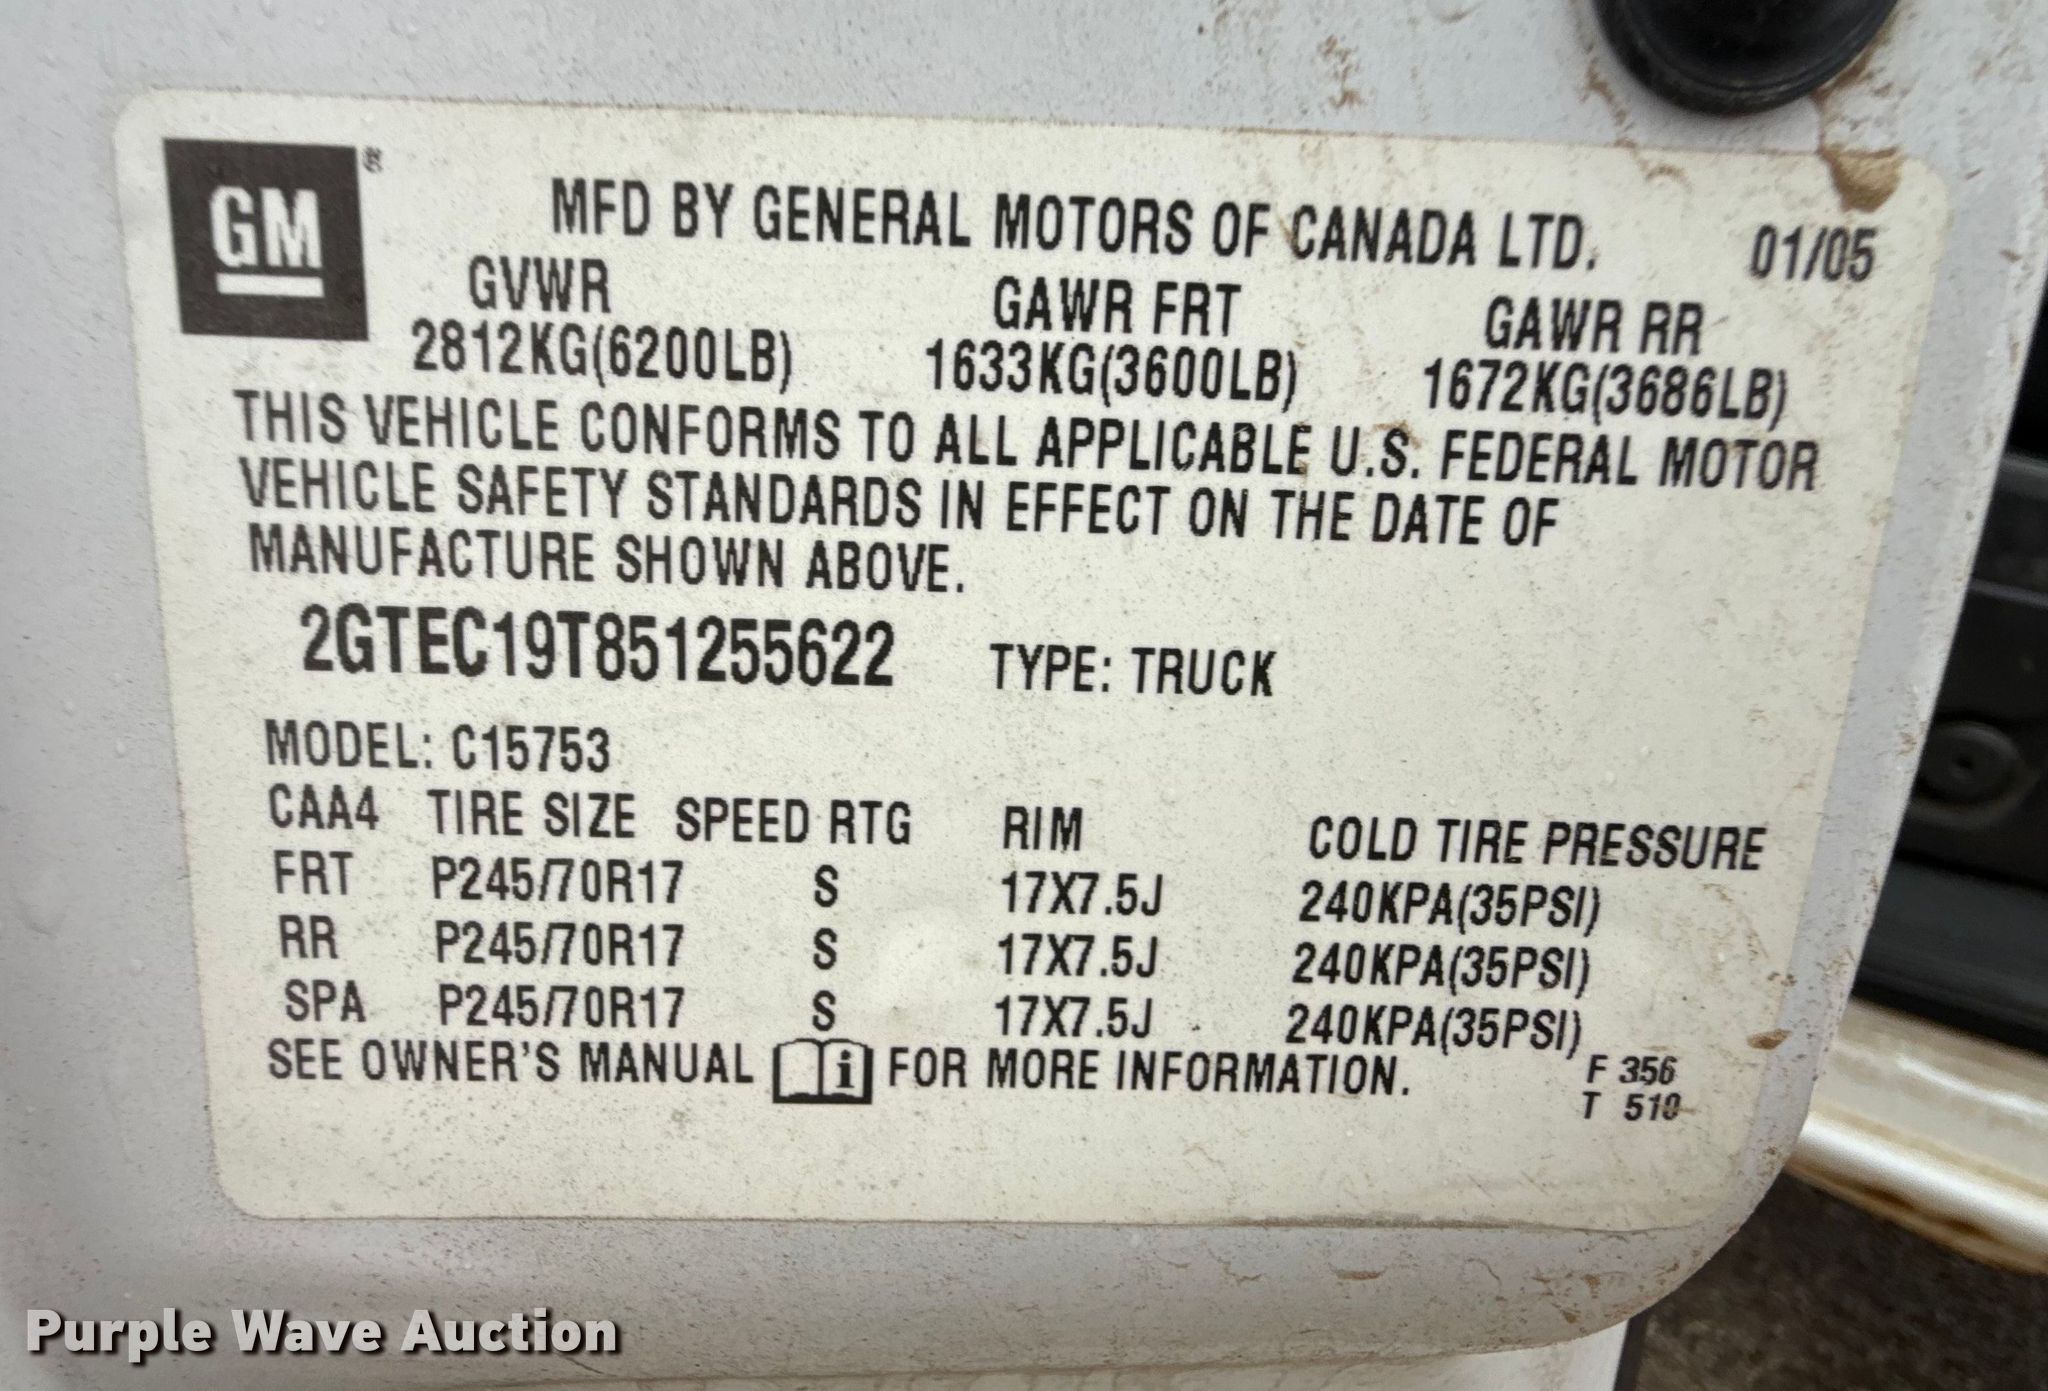 GM
MFD BY GENERAL MOTORS OF CANADA LTD. 01/05
GVWR GAWR FRT GAWR RR
2812KG(6200LB) 1633KG(3600LB) 1672KG(3686LB)
THIS VEHICLE CONFORMS TO ALL APPLICABLE U.S. FEDERAL MOTOR
VEHICLE SAFETY STANDARDS IN EFFECT ON THE DATE OF
MANUFACTURE SHOWN ABOVE.
2GTEC19T851255622 TYPE: TRUCK
MODEL: C15753
CAA4 TIRE SIZE SPEED RTG RIM COLD TIRE PRESSURE
FRT P245/70R17 S 17X7.5J 240KPA(35PSI)
RR P245/70R17 S 17X7.5J 240KPA(35PSI)
SPA P245/70R17 S 17X7.5J 240KPA(35PSI)
SEE OWNER'S MANUAL i FOR MORE INFORMATION.
F 356
T 510
Purple Wave Auction